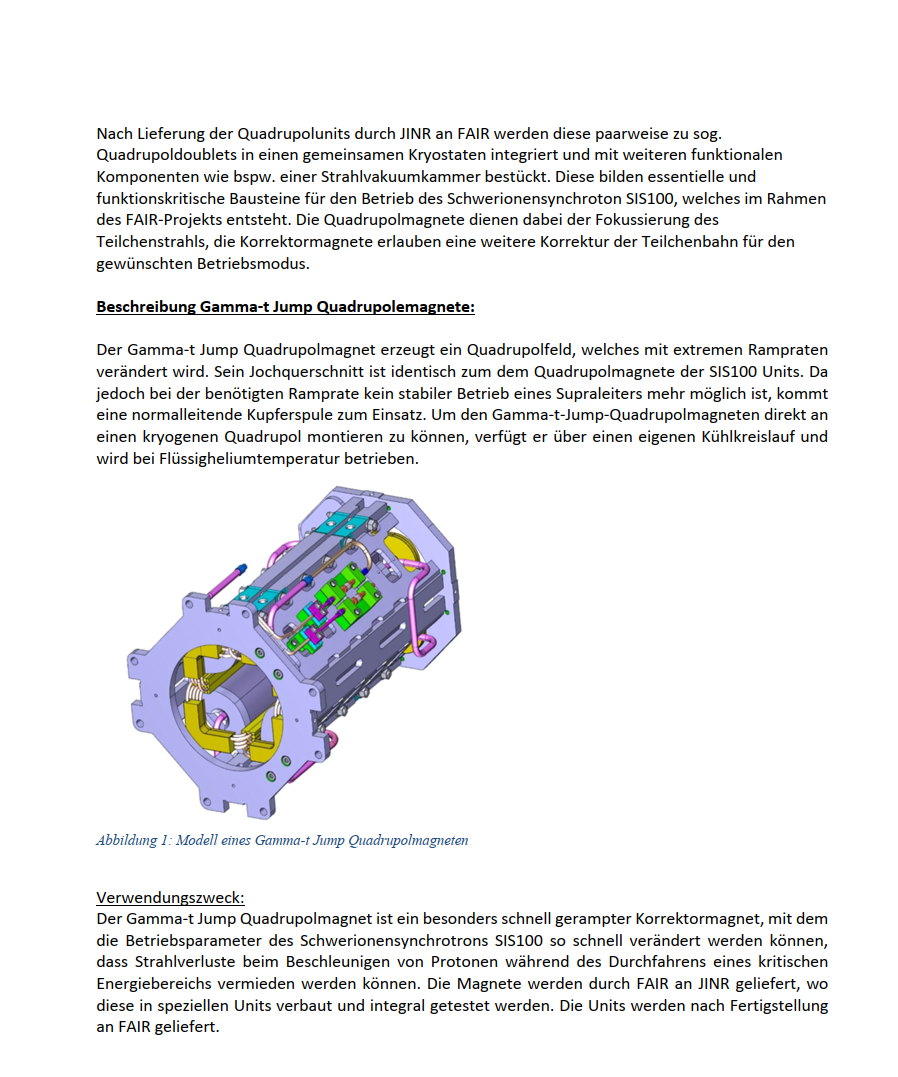 Nach Lieferung der Quadrupolunits durch JINR an FAIR werden diese paarweise zu sog.
Quadrupoldoublets in einen gemeinsamen Kryostaten integriert und mit weiteren funktionalen
Komponenten wie bspw. einer Strahlvakuumkammer bestückt. Diese bilden essentielle und
funktionskritische Bausteine für den Betrieb des Schwerionensynchroton SIS100, welches im Rahmen
des FAIR-Projekts entsteht. Die Quadrupolmagnete dienen dabei der Fokussierung des
Teilchenstrahls, die Korrektormagnete erlauben eine weitere Korrektur der Teilchenbahn für den
gewünschten Betriebsmodus.
Beschreibung Gamma-t Jump Quadrupolemagnete:
Der Gamma-t Jump Quadrupolmagnet erzeugt ein Quadrupolfeld, welches mit extremen Rampraten
verändert wird. Sein Jochquerschnitt ist identisch zum dem Quadrupolmagnete der SIS100 Units. Da
jedoch bei der benötigten Ramprate kein stabiler Betrieb eines Supraleiters mehr möglich ist, kommt
eine normalleitende Kupferspule zum Einsatz. Um den Gamma-t-Jump-Quadrupolmagneten direkt an
einen kryogenen Quadrupol montieren zu können, verfügt er über einen eigenen Kühlkreislauf und
wird bei Flüssigheliumtemperatur betrieben.
Abbildung 1: Modell eines Gamma-t Jump Quadrupolmagneten
Verwendungszweck:
Der Gamma-t Jump Quadrupolmagnet ist ein besonders schnell gerampter Korrektormagnet, mit dem
die Betriebsparameter des Schwerionensynchrotrons SIS100 so schnell verändert werden können,
dass Strahlverluste beim Beschleunigen von Protonen während des Durchfahrens eines kritischen
Energiebereichs vermieden werden können. Die Magnete werden durch FAIR an JINR geliefert, wo
diese in speziellen Units verbaut und integral getestet werden. Die Units werden nach Fertigstellung
an FAIR geliefert.